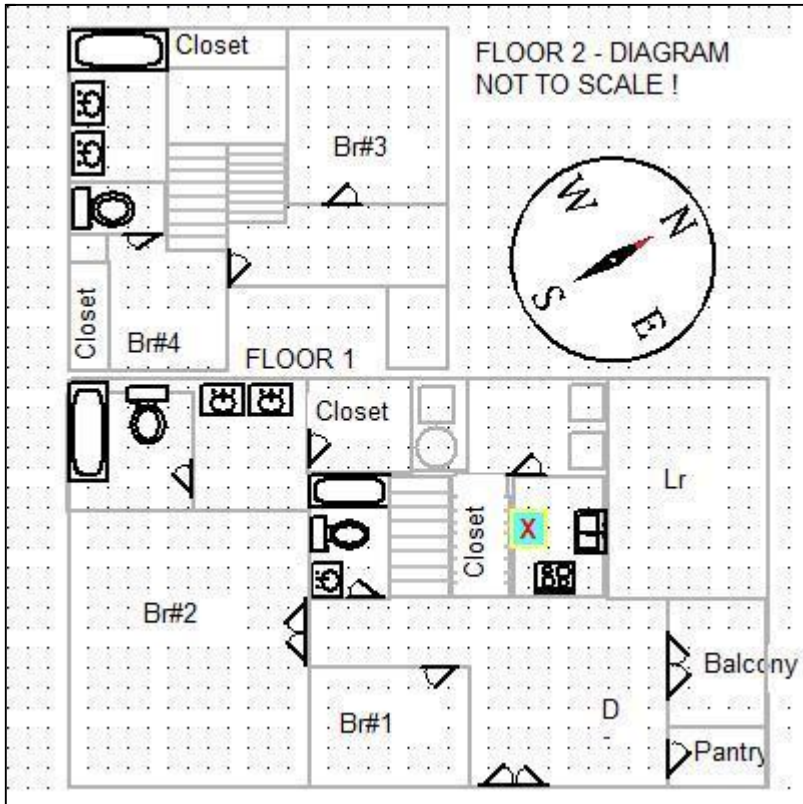 Closet
FLOOR 2 - DIAGRAM
NOT TO SCALE !
Br#3
W
N
S
E
Closet
Br#4
FLOOR 1
Closet
Lr
X
Closet
Br#2
Balcony
Br#1
D
Pantry